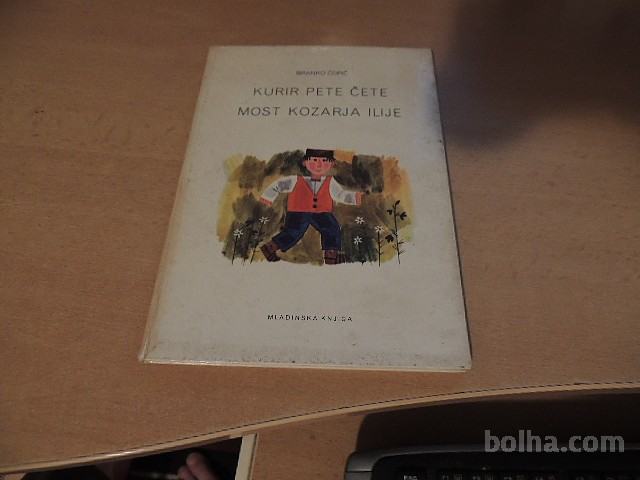 BRANKO ĆOPIĆ
KURIR PETE ČETE
MOST KOZARJA ILIJE
MLADINSKA KNJIGA
bolha.com